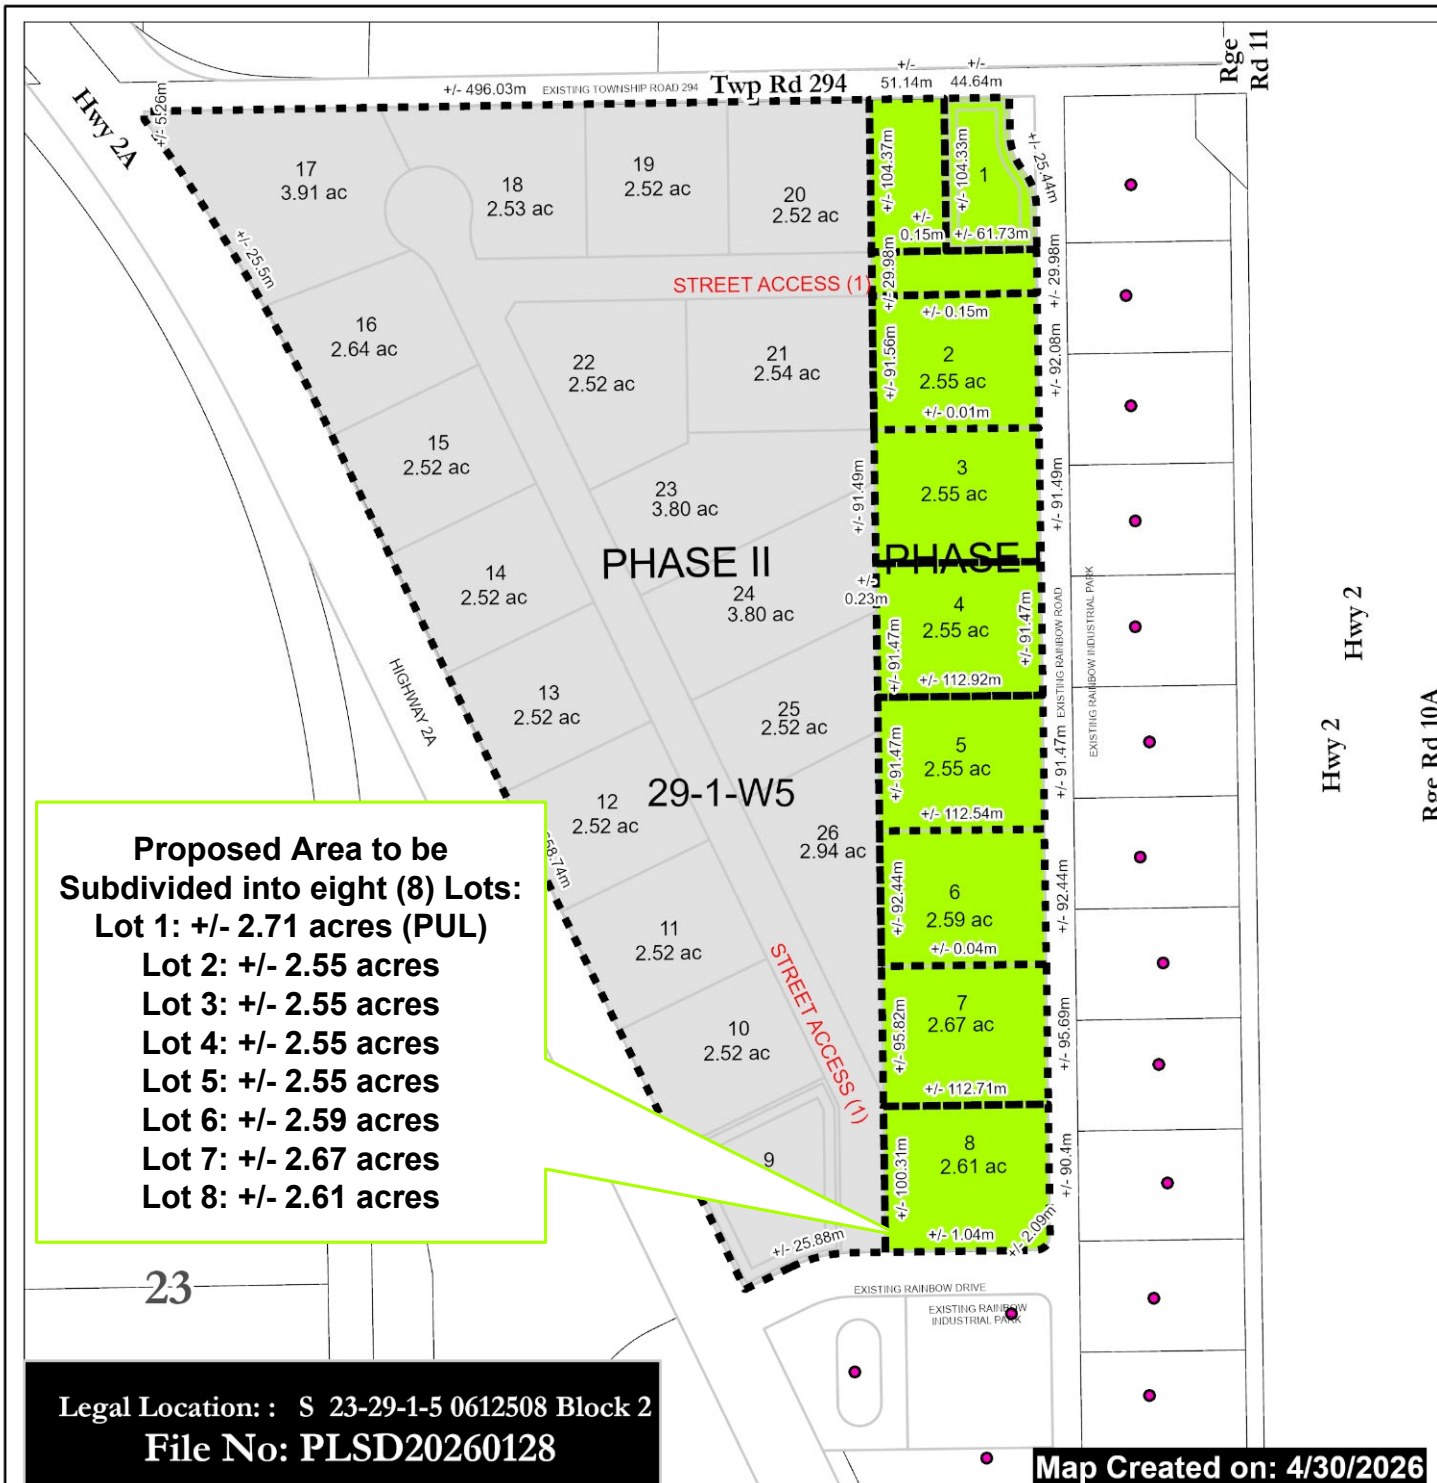 Rge
Rd 11
+/-
51.14m
+/-
44.64m
+/- 496.03m
EXISTING TOWNSHIP ROAD 294
Twp Rd 294
Hwy 2A
+/- 5.26m
+/- 25.5m
17
3.91 ac
18
2.53 ac
19
2.52 ac
20
2.52 ac
+/- 104.37m
+/- 104.33m
1
+/- 25.44m
+/-
0.15m
+/- 61.73m
STREET ACCESS (1)
+/- 29.98m
+/- 29.98m
+/- 0.15m
16
2.64 ac
22
2.52 ac
21
2.54 ac
+/- 91.56m
2
2.55 ac
+/- 92.08m
+/- 0.01m
15
2.52 ac
23
3.80 ac
+/- 91.49m
3
2.55 ac
+/- 91.49m
PHASE II
PHASE
14
2.52 ac
24
3.80 ac
+/-
0.23m
4
2.55 ac
+/- 91.47m
+/- 91.47m
+/- 112.92m
EXISTING RAINBOW ROAD
EXISTING RAINBOW INDUSTRIAL PARK
Hwy 2
Hwy 2
Rge Rd 10A
HIGHWAY 2A
13
2.52 ac
25
2.52 ac
+/- 91.47m
5
2.55 ac
+/- 91.47m
+/- 112.54m
29-1-W5
12
2.52 ac
26
2.94 ac
58.74m
+/- 92.44m
6
2.59 ac
+/- 92.44m
+/- 0.04m
11
2.52 ac
STREET ACCESS (1)
10
2.52 ac
+/- 95.82m
7
2.67 ac
+/- 95.69m
+/- 112.71m
9
+/- 100.31m
8
2.61 ac
+/- 90.4m
+/- 1.04m
+/- 2.09m
+/- 25.88m
Proposed Area to be
Subdivided into eight (8) Lots:
Lot 1: +/- 2.71 acres (PUL)
Lot 2: +/- 2.55 acres
Lot 3: +/- 2.55 acres
Lot 4: +/- 2.55 acres
Lot 5: +/- 2.55 acres
Lot 6: +/- 2.59 acres
Lot 7: +/- 2.67 acres
Lot 8: +/- 2.61 acres
23
EXISTING RAINBOW DRIVE
EXISTING RAINBOW
INDUSTRIAL PARK
Legal Location: : S 23-29-1-5 0612508 Block 2
File No: PLSD20260128
Map Created on: 4/30/2026